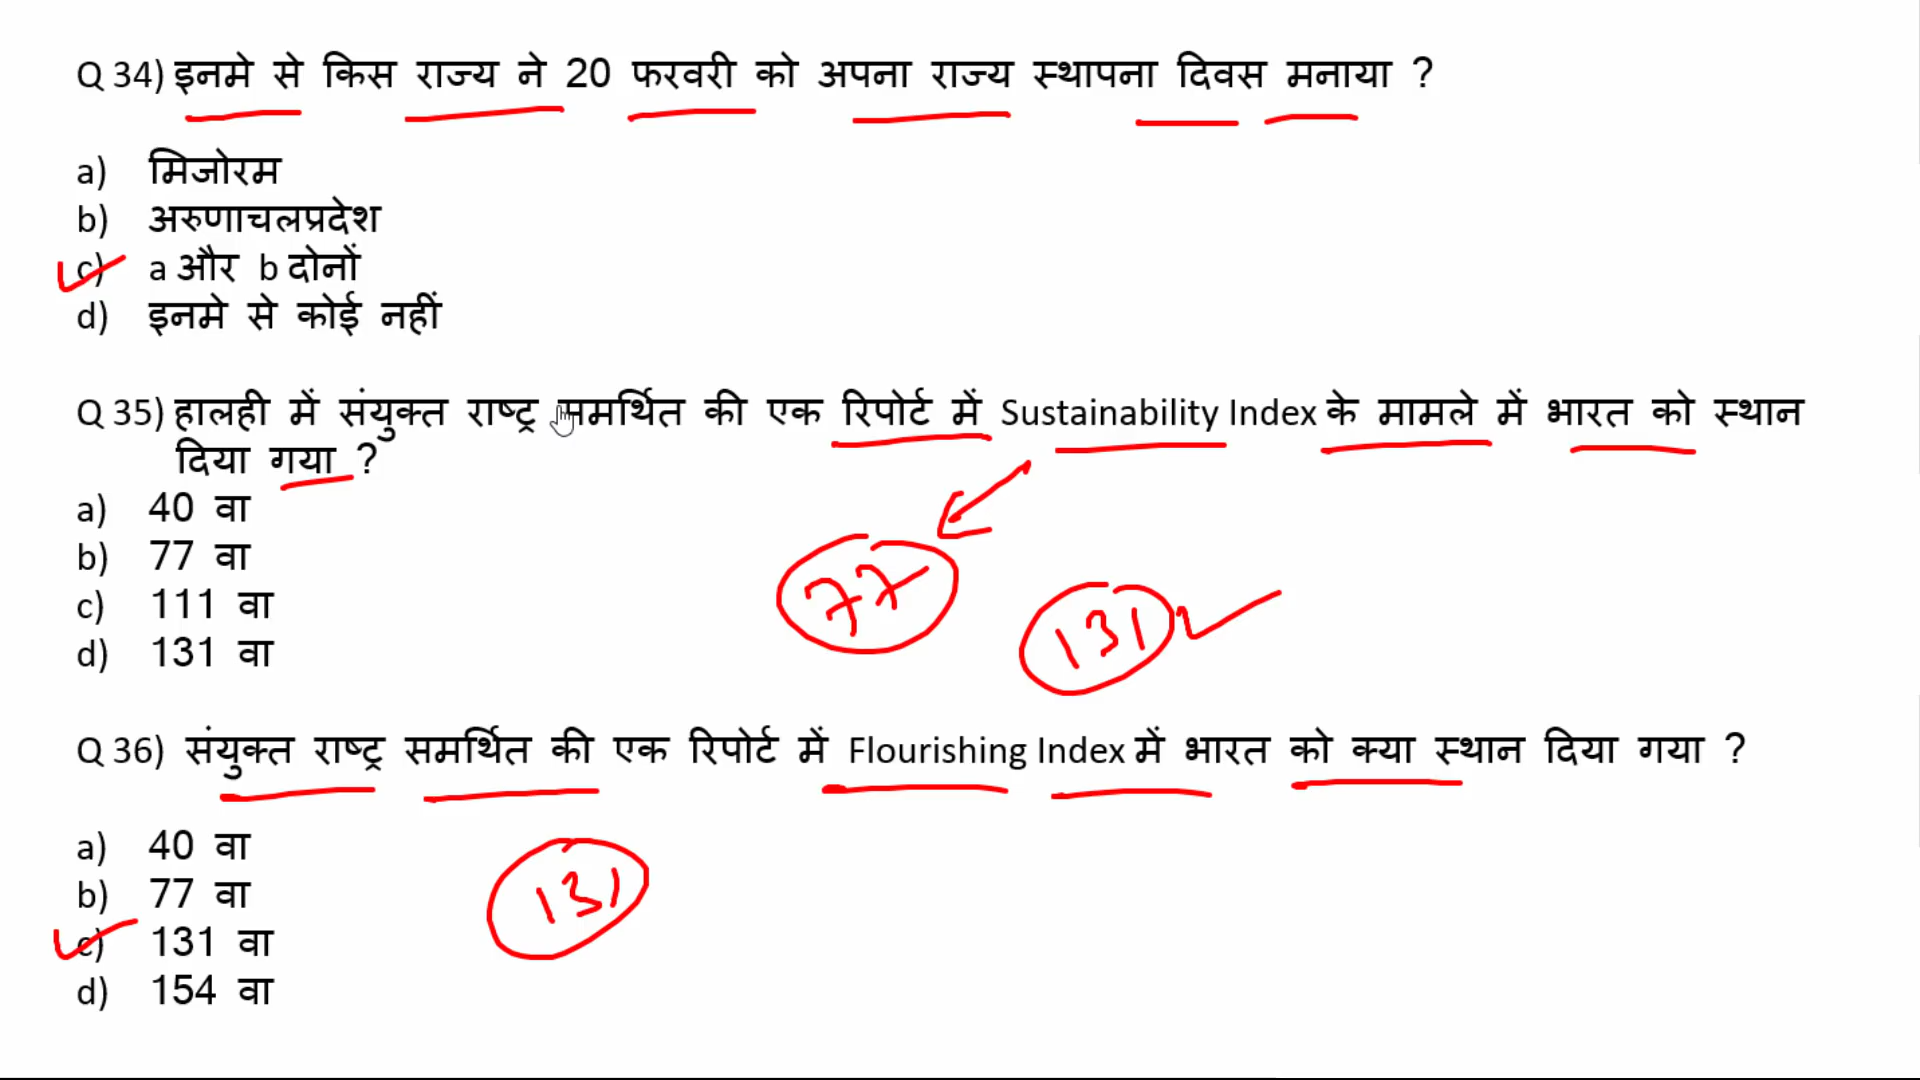 Q 34) इनमे से किस राज्य ने 20 फरवरी को अपना राज्य स्थापना दिवस मनाया ?
a) मिजोरम
b) अरुणाचलप्रदेश
c) a और b दोनों
d) इनमे से कोई नहीं
Q 35) हालही में संयुक्त राष्ट्र समर्थित की एक रिपोर्ट में Sustainability Index के मामले में भारत को स्थान
दिया गया ?
a) 40 वा
b) 77 वा
c) 111 वा
d) 131 वा
77
131
Q 36) संयुक्त राष्ट्र समर्थित की एक रिपोर्ट में Flourishing Index में भारत को क्या स्थान दिया गया ?
a) 40 वा
b) 77 वा
c) 131 वा
d) 154 वा
131